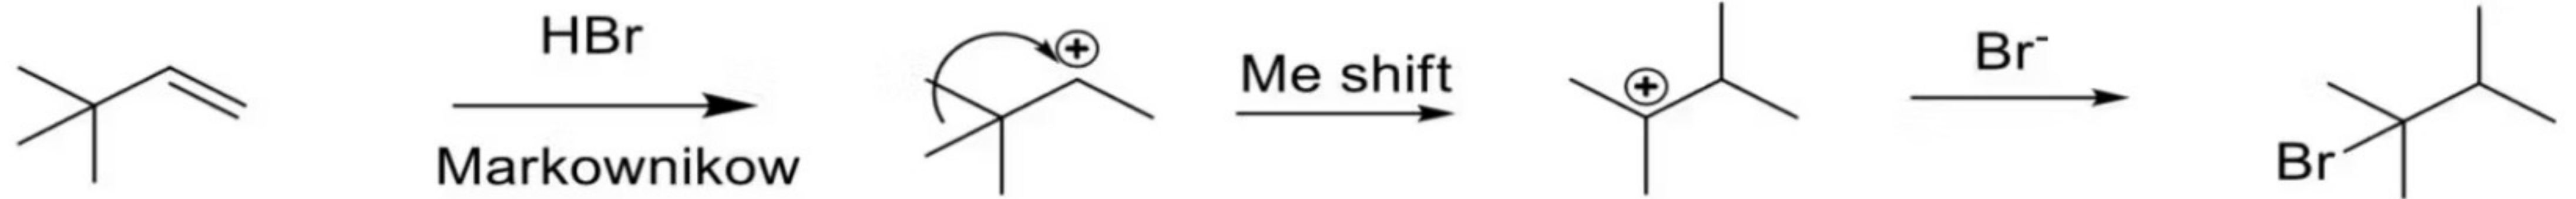 HBr
Markownikow
⊕
Me shift
⊕
Br⁻
Br